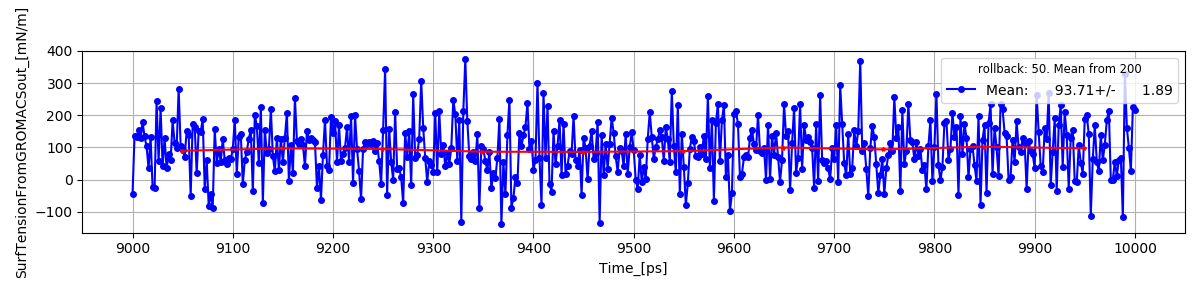 SurfTensionFromGROMACSout_[mN/m]
400
300
200
100
0
−100
rollback: 50. Mean from 200
Mean: 93.71+/- 1.89
9000 9100 9200 9300 9400 9500 9600 9700 9800 9900 10000
Time_[ps]